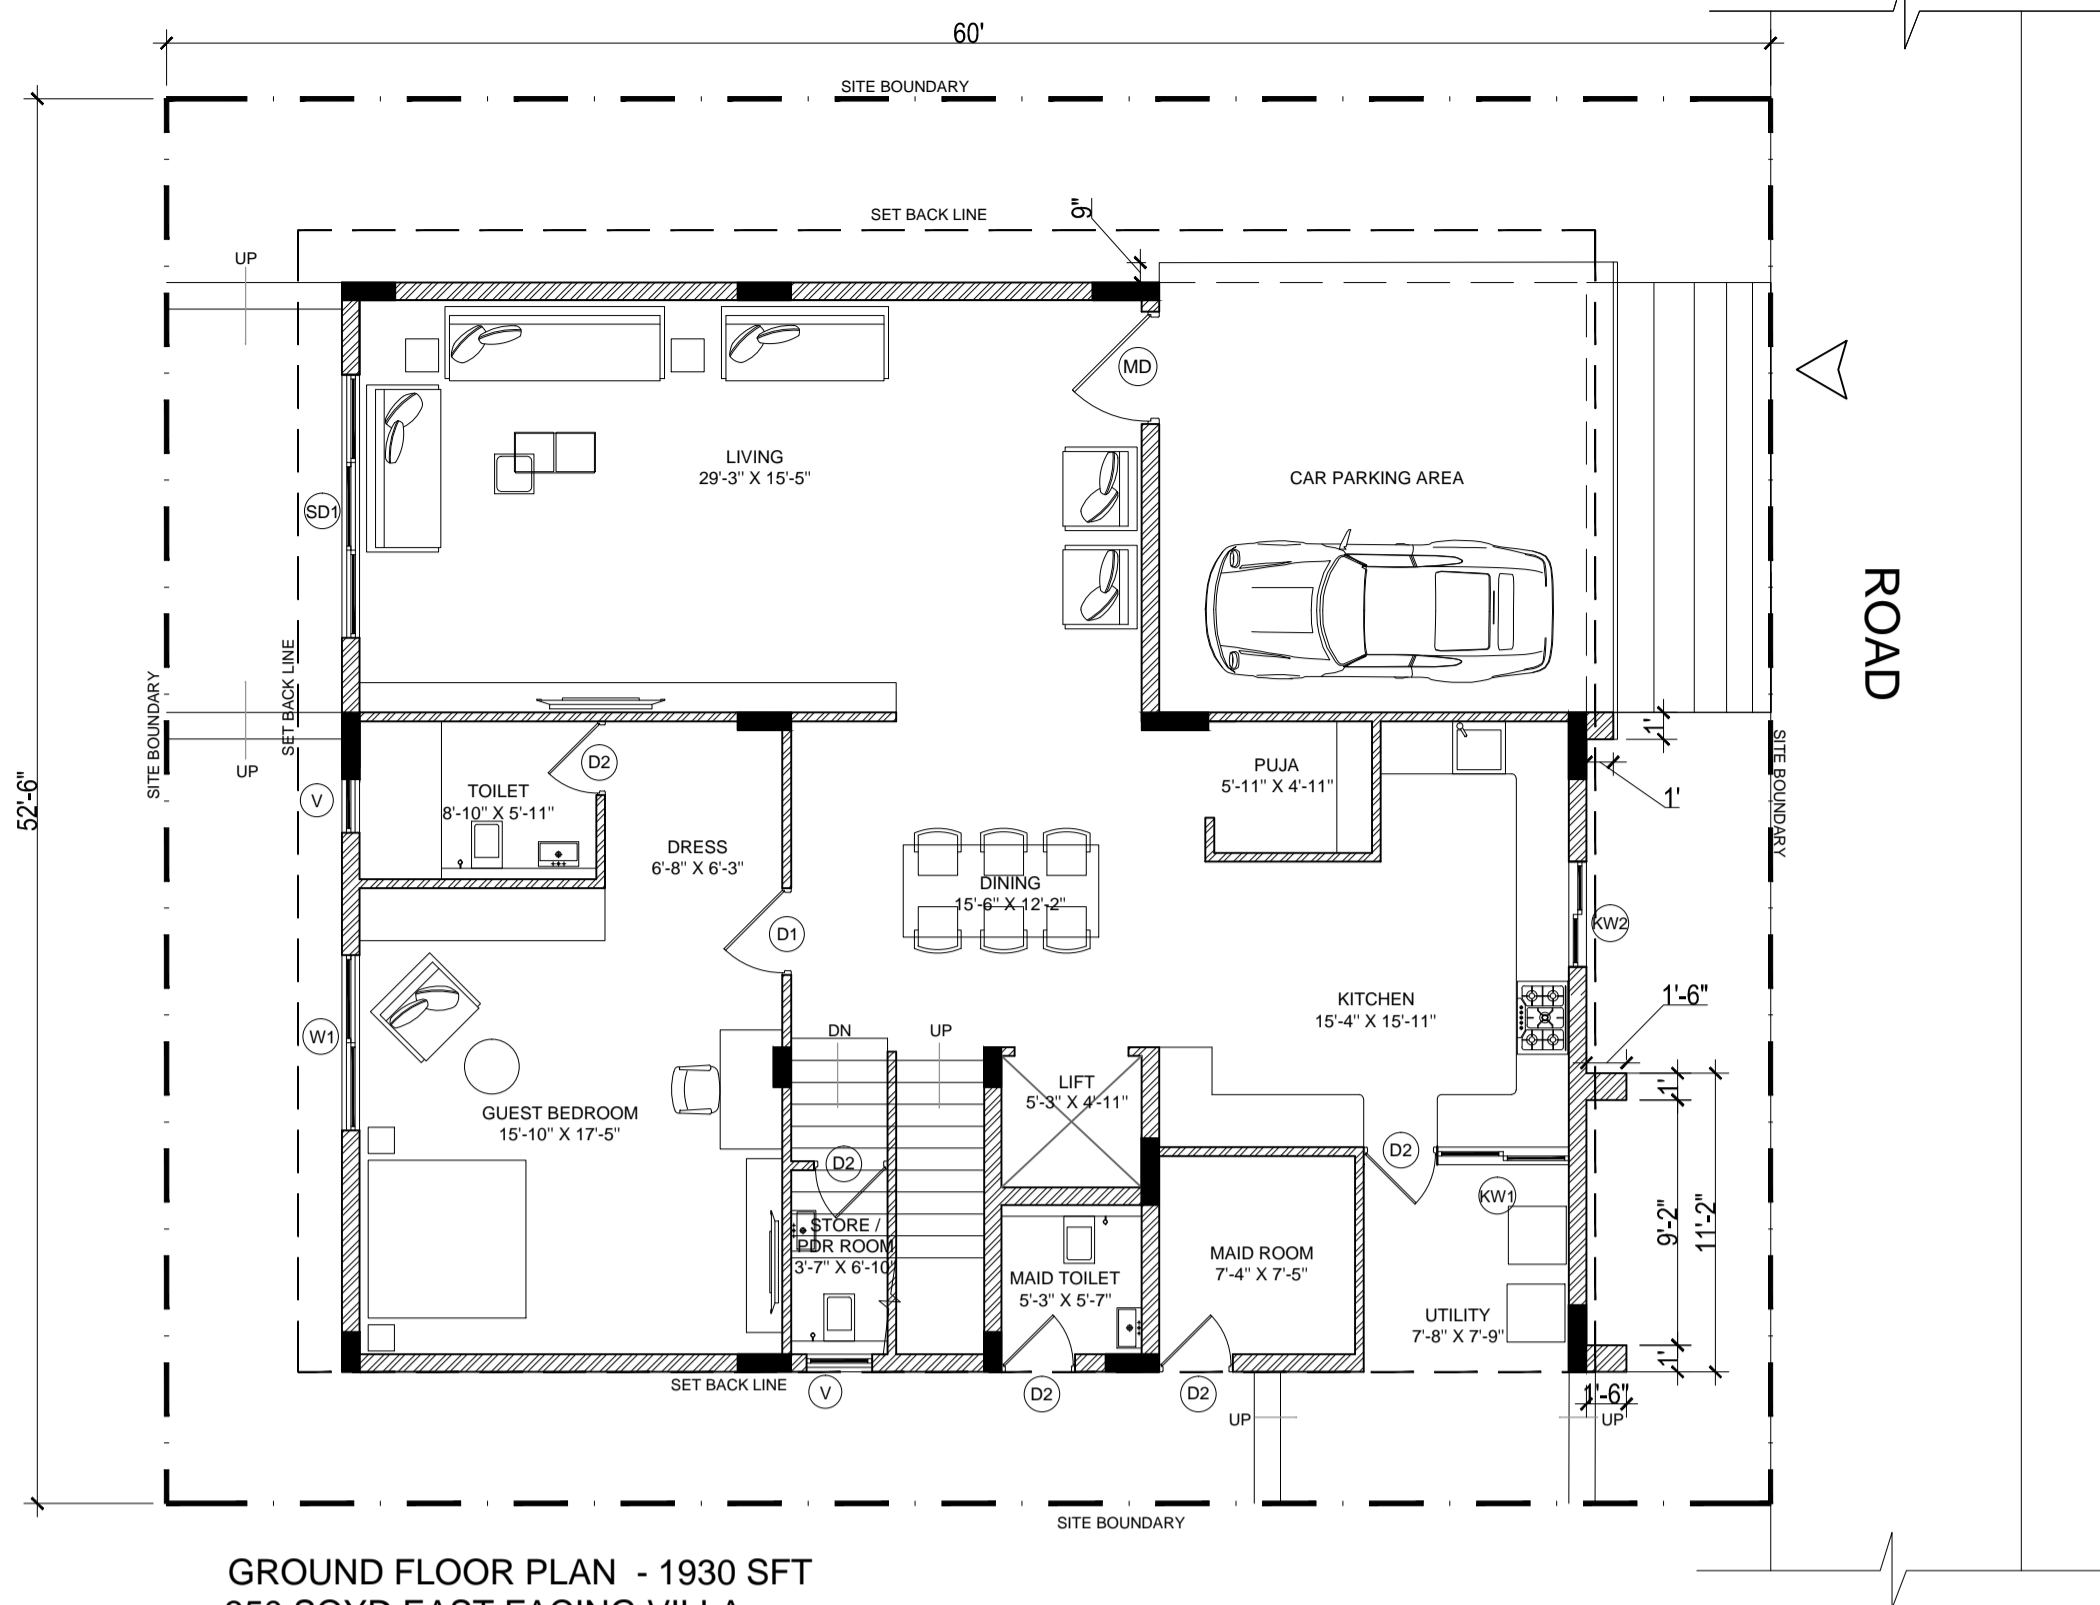 60'
SITE BOUNDARY
SET BACK LINE
9"
UP
MD
LIVING
29'-3" X 15'-5"
CAR PARKING AREA
SD1
ROAD
SITE BOUNDARY
SET BACK LINE
52'-6"
UP
D2
TOILET
8'-10" X 5'-11"
V
DRESS
6'-8" X 6'-3"
PUJA
5'-11" X 4'-11"
1'
1'
SITE BOUNDARY
DINING
15'-6" X 12'-2"
D1
KW2
KITCHEN
15'-4" X 15'-11"
1'-6"
W1
DN
UP
LIFT
5'-3" X 4'-11"
GUEST BEDROOM
15'-10" X 17'-5"
1'
D2
D2
KW1
9'-2"
11'-2"
STORE /
PDR ROOM
3'-7" X 6'-10"
MAID TOILET
5'-3" X 5'-7"
MAID ROOM
7'-4" X 7'-5"
UTILITY
7'-8" X 7'-9"
1'
SET BACK LINE
V
D2
D2
1'-6"
UP
UP
SITE BOUNDARY
GROUND FLOOR PLAN - 1930 SFT
350 SQYD EAST FACING VILLA